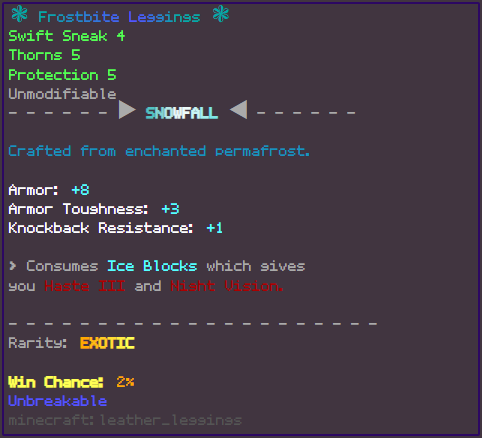 ❃ Frostbite Leggings ❃
Swift Sneak 4
Thorns 5
Protection 5
Unmodifiable
- - - - - - ▶ SNOWFALL ◀ - - - - - -
Crafted from enchanted permafrost.
Armor: +8
Armor Toughness: +3
Knockback Resistance: +1
> Consumes Ice Blocks which gives
you Haste III and Night Vision.
- - - - - - - - - - - - - - - - - - - - - -
Rarity: EXOTIC
Win Chance: 2%
Unbreakable
minecraft:leather_leggings